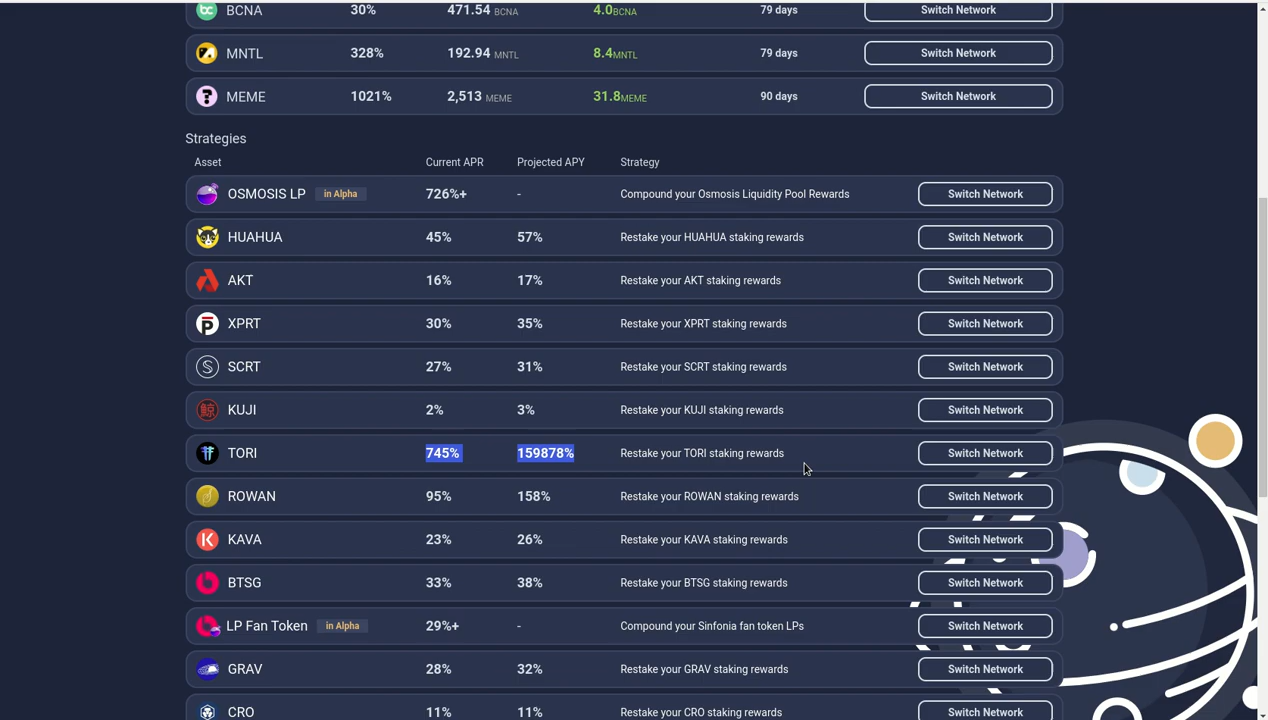 BCNA 30% 471.54 BCNA 4.0BCNA 79 days Switch Network
MNTL 328% 192.94 MNTL 8.4MNTL 79 days Switch Network
MEME 1021% 2,513 MEME 31.8MEME 90 days Switch Network
Strategies
Asset Current APR Projected APY Strategy
OSMOSIS LP in Alpha 726%+ - Compound your Osmosis Liquidity Pool Rewards Switch Network
HUAHUA 45% 57% Restake your HUAHUA staking rewards Switch Network
AKT 16% 17% Restake your AKT staking rewards Switch Network
XPRT 30% 35% Restake your XPRT staking rewards Switch Network
SCRT 27% 31% Restake your SCRT staking rewards Switch Network
KUJI 2% 3% Restake your KUJI staking rewards Switch Network
TORI 745% 159878% Restake your TORI staking rewards Switch Network
ROWAN 95% 158% Restake your ROWAN staking rewards Switch Network
KAVA 23% 26% Restake your KAVA staking rewards Switch Network
BTSG 33% 38% Restake your BTSG staking rewards Switch Network
LP Fan Token in Alpha 29%+ - Compound your Sinfonia fan token LPs Switch Network
GRAV 28% 32% Restake your GRAV staking rewards Switch Network
CRO 11% 11% Restake your CRO staking rewards Switch Network